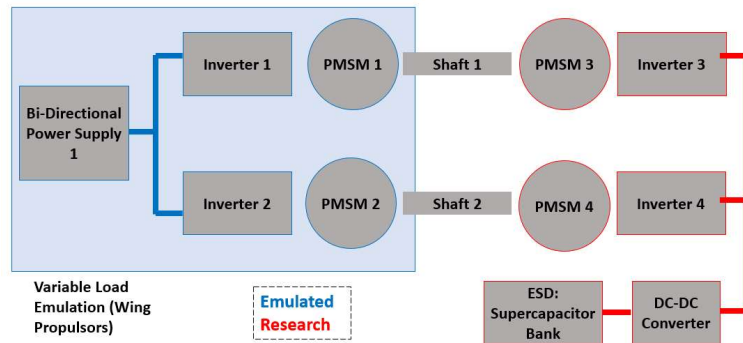 Inverter 1
PMSM 1
Shaft 1
PMSM 3
Inverter 3
Bi-Directional
Power Supply
1
Inverter 2
PMSM 2
Shaft 2
PMSM 4
Inverter 4
Variable Load
Emulation (Wing
Propulsors)
Emulated
Research
ESD:
Supercapacitor
Bank
DC-DC
Converter